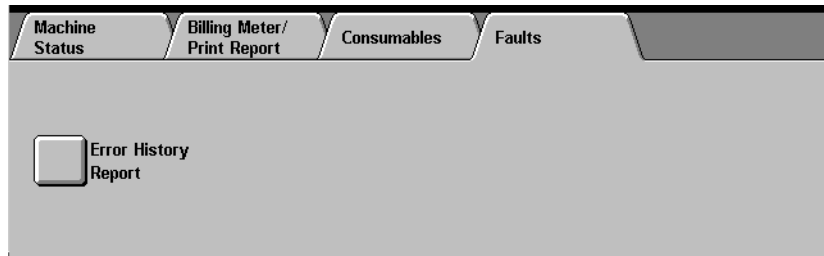 Machine
Status
Billing Meter/
Print Report
Consumables
Faults
Error History
Report